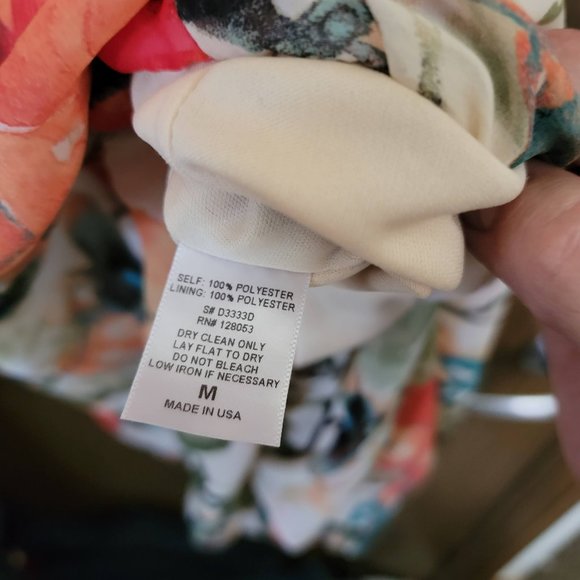 SELF: 100% POLYESTER
LINING: 100% POLYESTER
S# D3333D
RN# 128053
DRY CLEAN ONLY
LAY FLAT TO DRY
DO NOT BLEACH
LOW IRON IF NECESSARY
M
MADE IN USA